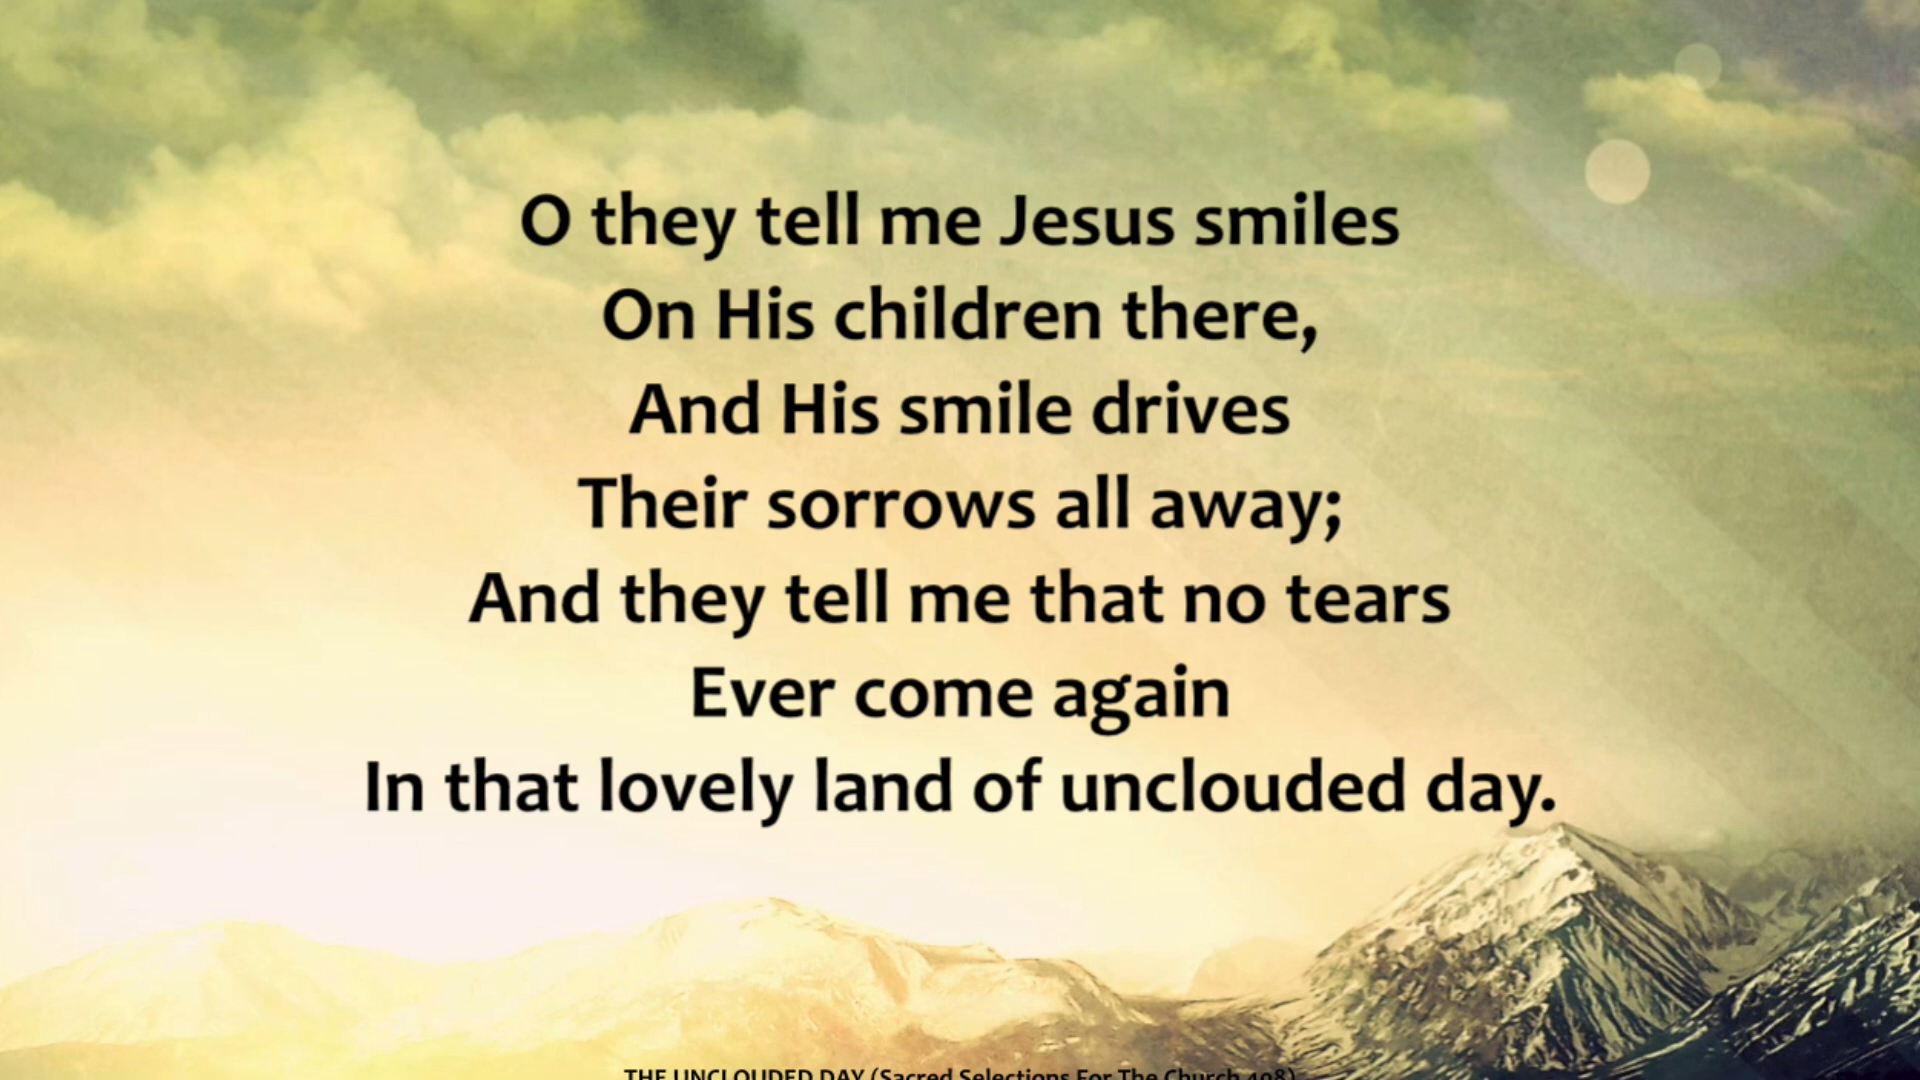 O they tell me Jesus smiles
On His children there,
And His smile drives
Their sorrows all away;
And they tell me that no tears
Ever come again
In that lovely land of unclouded day.
THE UNCLOUDED DAY (Sacred Selections For The Church